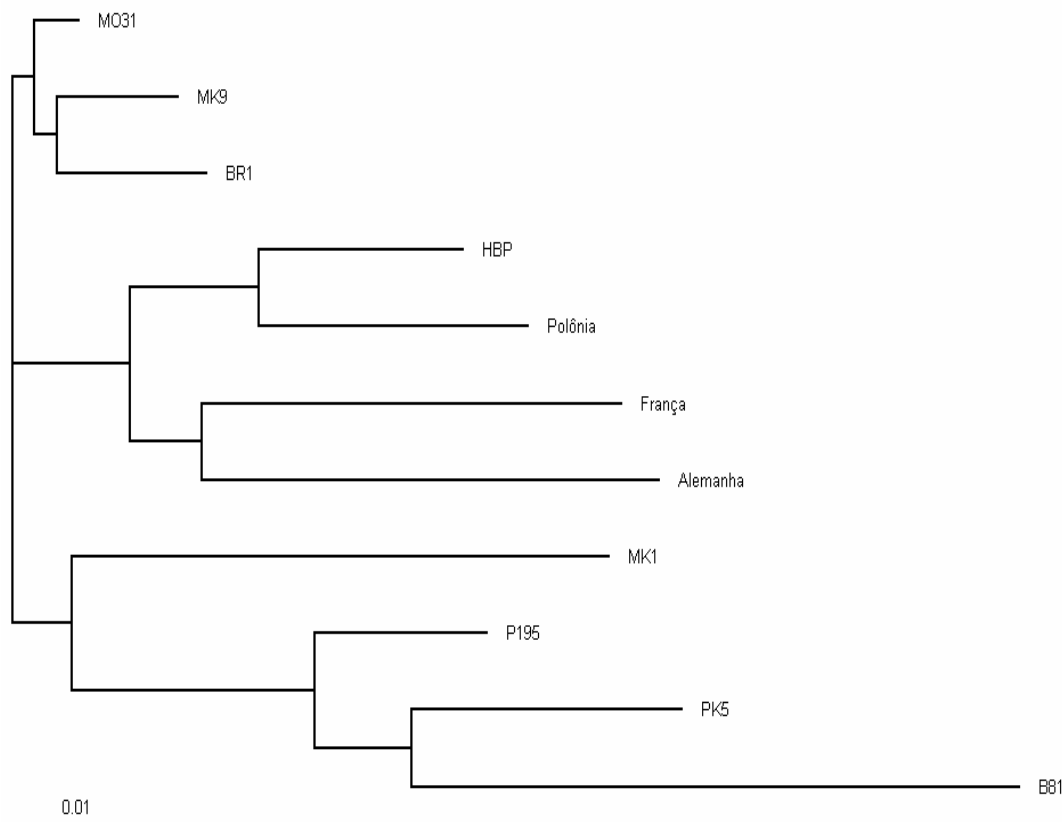 MO31
MK9
BR1
HBP
Polônia
França
Alemanha
MK1
P195
PK5
B81
0.01